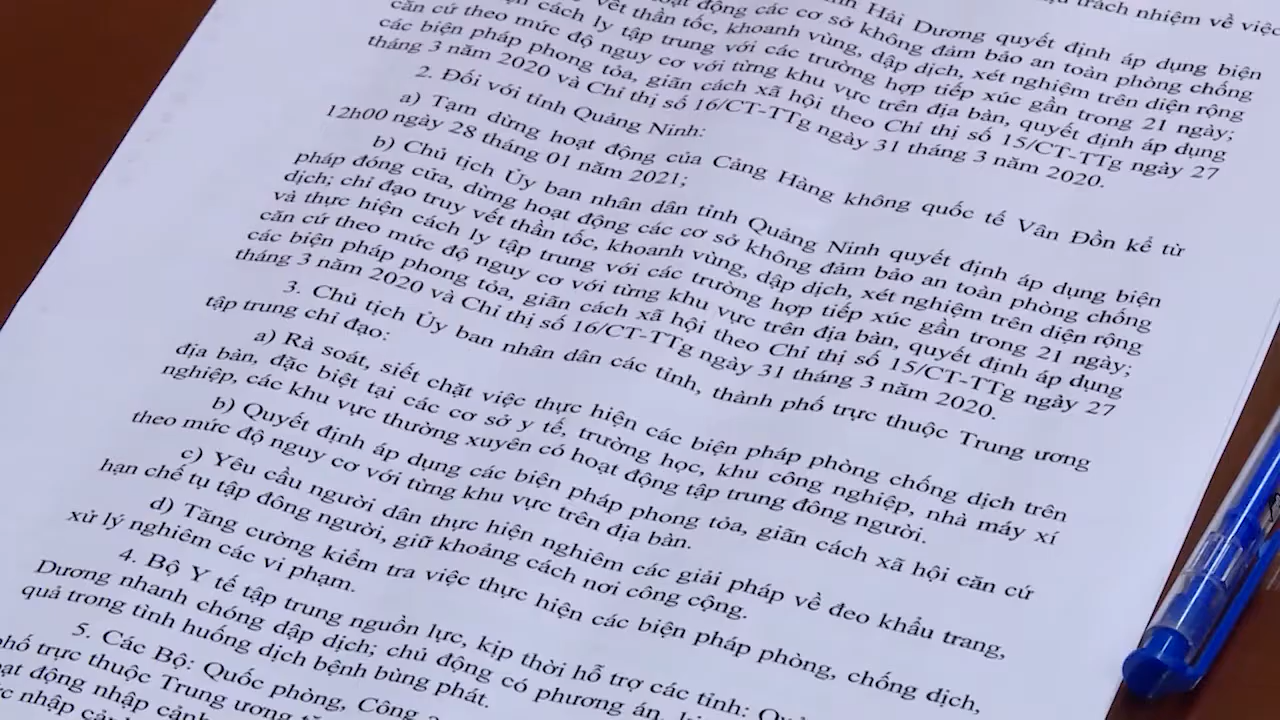 trách nhiệm về việc
Hải Dương quyết định áp dụng biện
động các cơ sở không đảm bảo an toàn phòng chống
vết thần tốc, khoanh vùng, dập dịch, xét nghiệm trên diện rộng
cách ly tập trung với các trường hợp tiếp xúc gần trong 21 ngày;
căn cứ theo mức độ nguy cơ với từng khu vực trên địa bàn, quyết định áp dụng
các biện pháp phong tỏa, giãn cách xã hội theo Chỉ thị số 15/CT-TTg ngày 27
tháng 3 năm 2020 và Chỉ thị số 16/CT-TTg ngày 31 tháng 3 năm 2020.
2. Đối với tỉnh Quảng Ninh:
a) Tạm dừng hoạt động của Cảng Hàng không quốc tế Vân Đồn kể từ
12h00 ngày 28 tháng 01 năm 2021;
b) Chủ tịch Ủy ban nhân dân tỉnh Quảng Ninh quyết định áp dụng biện
pháp đóng cửa, dừng hoạt động các cơ sở không đảm bảo an toàn phòng chống
dịch; chỉ đạo truy vết thần tốc, khoanh vùng, dập dịch, xét nghiệm trên diện rộng
và thực hiện cách ly tập trung với các trường hợp tiếp xúc gần trong 21 ngày;
căn cứ theo mức độ nguy cơ với từng khu vực trên địa bàn, quyết định áp dụng
các biện pháp phong tỏa, giãn cách xã hội theo Chỉ thị số 15/CT-TTg ngày 27
tháng 3 năm 2020 và Chỉ thị số 16/CT-TTg ngày 31 tháng 3 năm 2020.
3. Chủ tịch Ủy ban nhân dân các tỉnh, thành phố trực thuộc Trung ương
tập trung chỉ đạo:
a) Rà soát, siết chặt việc thực hiện các biện pháp phòng chống dịch trên
địa bàn, đặc biệt tại các cơ sở y tế, trường học, khu công nghiệp, nhà máy xí
nghiệp, các khu vực thường xuyên có hoạt động tập trung đông người.
b) Quyết định áp dụng các biện pháp phong tỏa, giãn cách xã hội căn cứ
theo mức độ nguy cơ với từng khu vực trên địa bàn.
c) Yêu cầu người dân thực hiện nghiêm các giải pháp về đeo khẩu trang,
hạn chế tụ tập đông người, giữ khoảng cách nơi công cộng.
d) Tăng cường kiểm tra việc thực hiện các biện pháp phòng, chống dịch,
xử lý nghiêm các vi phạm.
4. Bộ Y tế tập trung nguồn lực, kịp thời hỗ trợ các tỉnh:
Dương nhanh chóng dập dịch; chủ động có phương án,
quả trong tình huống dịch bệnh bùng phát.
5. Các Bộ: Quốc phòng, Công
phố trực thuộc Trung ương
động nhập cảnh
nhập